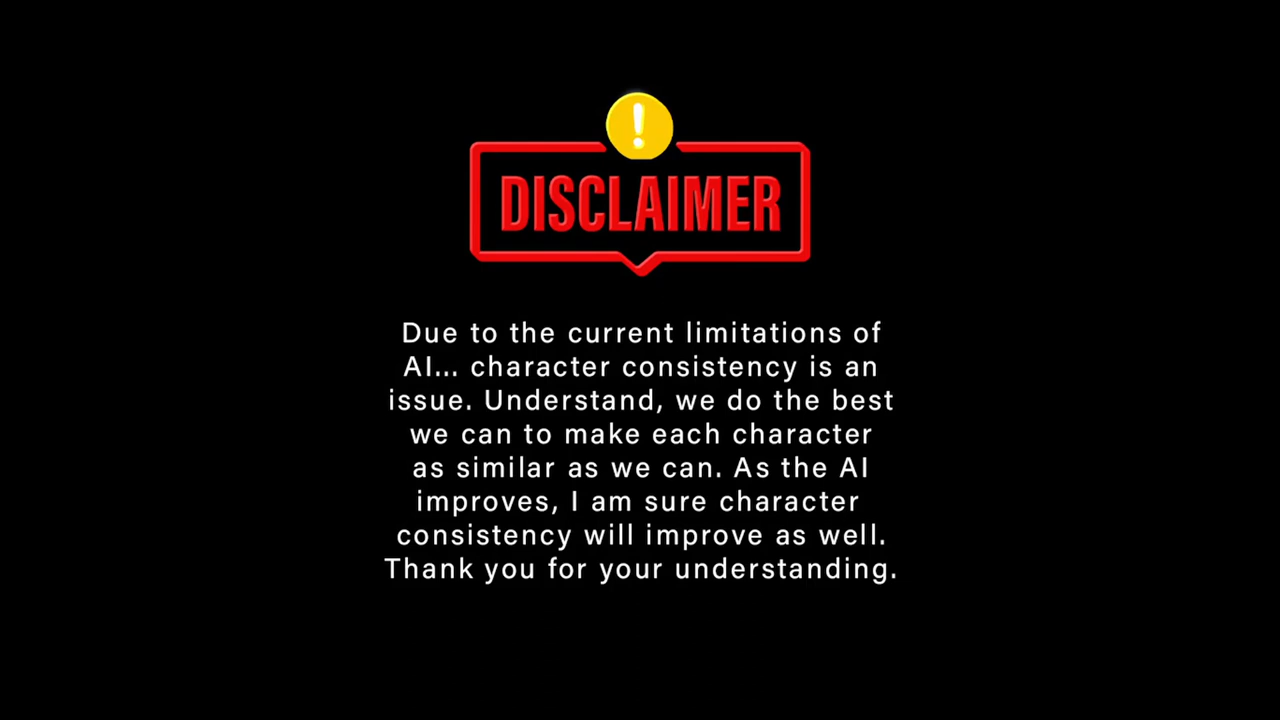 !
DISCLAIMER
Due to the current limitations of
AI... character consistency is an
issue. Understand, we do the best
we can to make each character
as similar as we can. As the AI
improves, I am sure character
consistency will improve as well.
Thank you for your understanding.